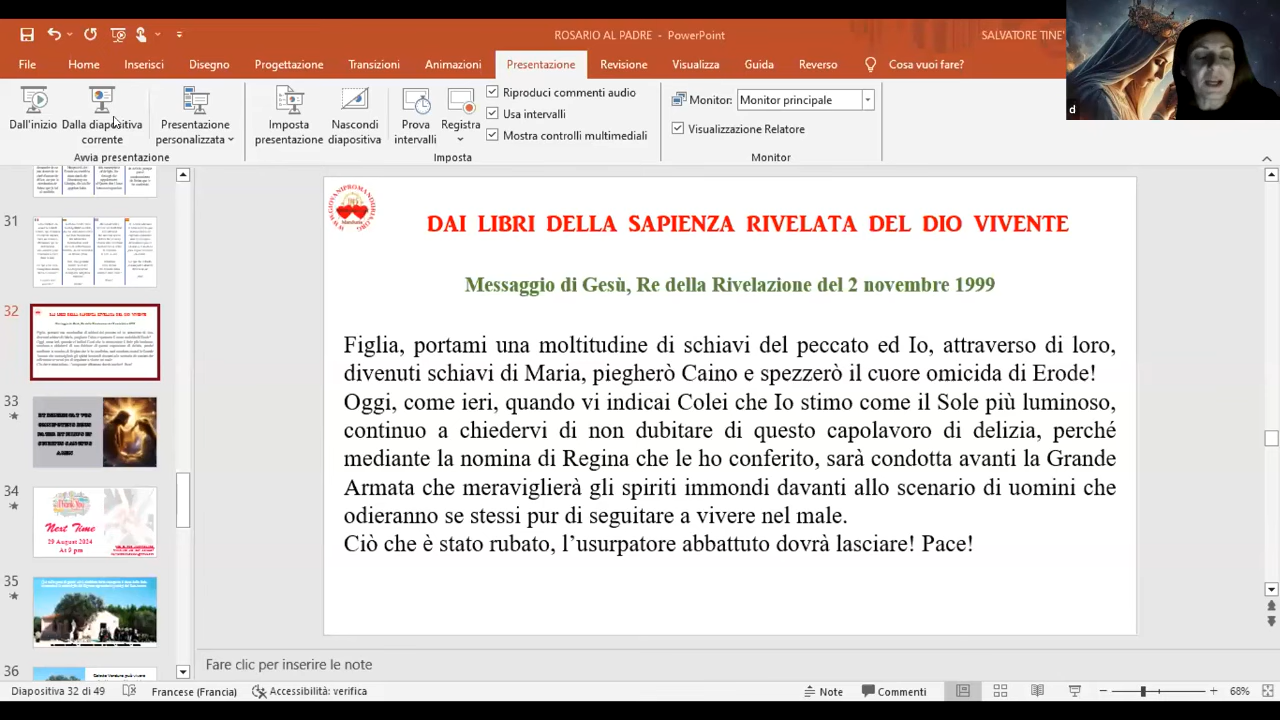 ROSARIO AL PADRE - PowerPoint
SALVATORE TINE'
File Home Inserisci Disegno Progettazione Transizioni Animazioni Presentazione Revisione Visualizza Guida Reverso Cosa vuoi fare?
Dall'inizio
Dalla diapositiva corrente
Presentazione personalizzata
Avvia presentazione
Imposta presentazione
Nascondi diapositiva
Prova intervalli
Registra
Riproduci commenti audio
Usa intervalli
Mostra controlli multimediali
Imposta
Monitor: Monitor principale
Visualizzazione Relatore
Monitor
d
31
32
33
34
Next Time
29 August 2024
At 9 pm
35
36
DAI LIBRI DELLA SAPIENZA RIVELATA DEL DIO VIVENTE
Messaggio di Gesù, Re della Rivelazione del 2 novembre 1999
Figlia, portami una moltitudine di schiavi del peccato ed Io, attraverso di loro,
divenuti schiavi di Maria, piegherò Caino e spezzerò il cuore omicida di Erode!
Oggi, come ieri, quando vi indicai Colei che Io stimo come il Sole più luminoso,
continuo a chiedervi di non dubitare di questo capolavoro di delizia, perché
mediante la nomina di Regina che le ho conferito, sarà condotta avanti la Grande
Armata che meraviglierà gli spiriti immondi davanti allo scenario di uomini che
odieranno se stessi pur di seguitare a vivere nel male.
Ciò che è stato rubato, l’usurpatore abbattuto dovrà lasciare! Pace!
Fare clic per inserire le note
Diapositiva 32 di 49 Francese (Francia) Accessibilità: verifica Note Commenti 68%